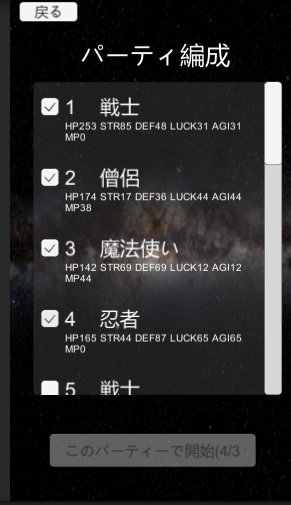 戻る
パーティ編成
1 戦士
HP253 STR85 DEF48 LUCK31 AGI31
MP0
2 僧侶
HP174 STR17 DEF36 LUCK44 AGI44
MP38
3 魔法使い
HP142 STR69 DEF69 LUCK12 AGI12
MP44
4 忍者
HP165 STR44 DEF87 LUCK65 AGI65
MP0
5 戦士
このパーティーで開始(4/3